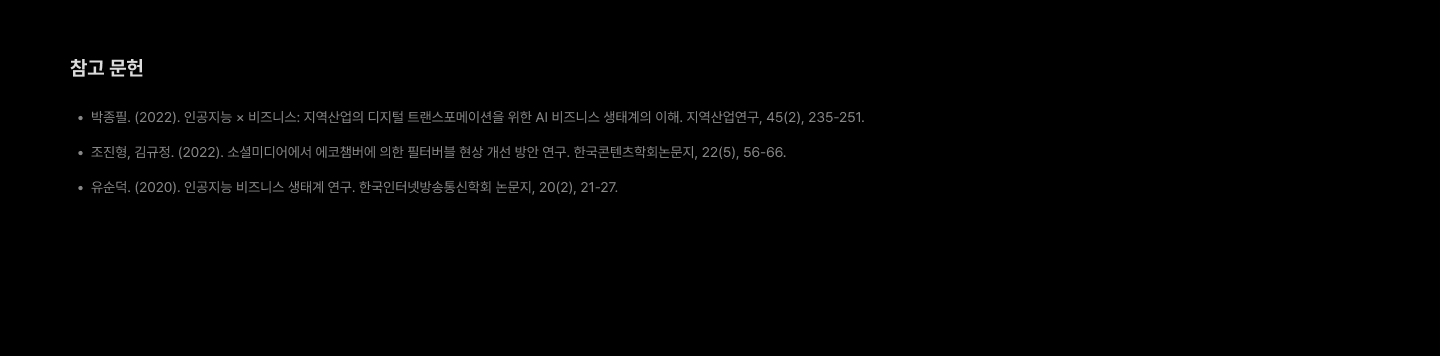 참고 문헌
• 박종필. (2022). 인공지능 × 비즈니스: 지역산업의 디지털 트랜스포메이션을 위한 AI 비즈니스 생태계의 이해. 지역산업연구, 45(2), 235-251.
• 조진형, 김규정. (2022). 소셜미디어에서 에코챔버에 의한 필터버블 현상 개선 방안 연구. 한국콘텐츠학회논문지, 22(5), 56-66.
• 유순덕. (2020). 인공지능 비즈니스 생태계 연구. 한국인터넷방송통신학회 논문지, 20(2), 21-27.